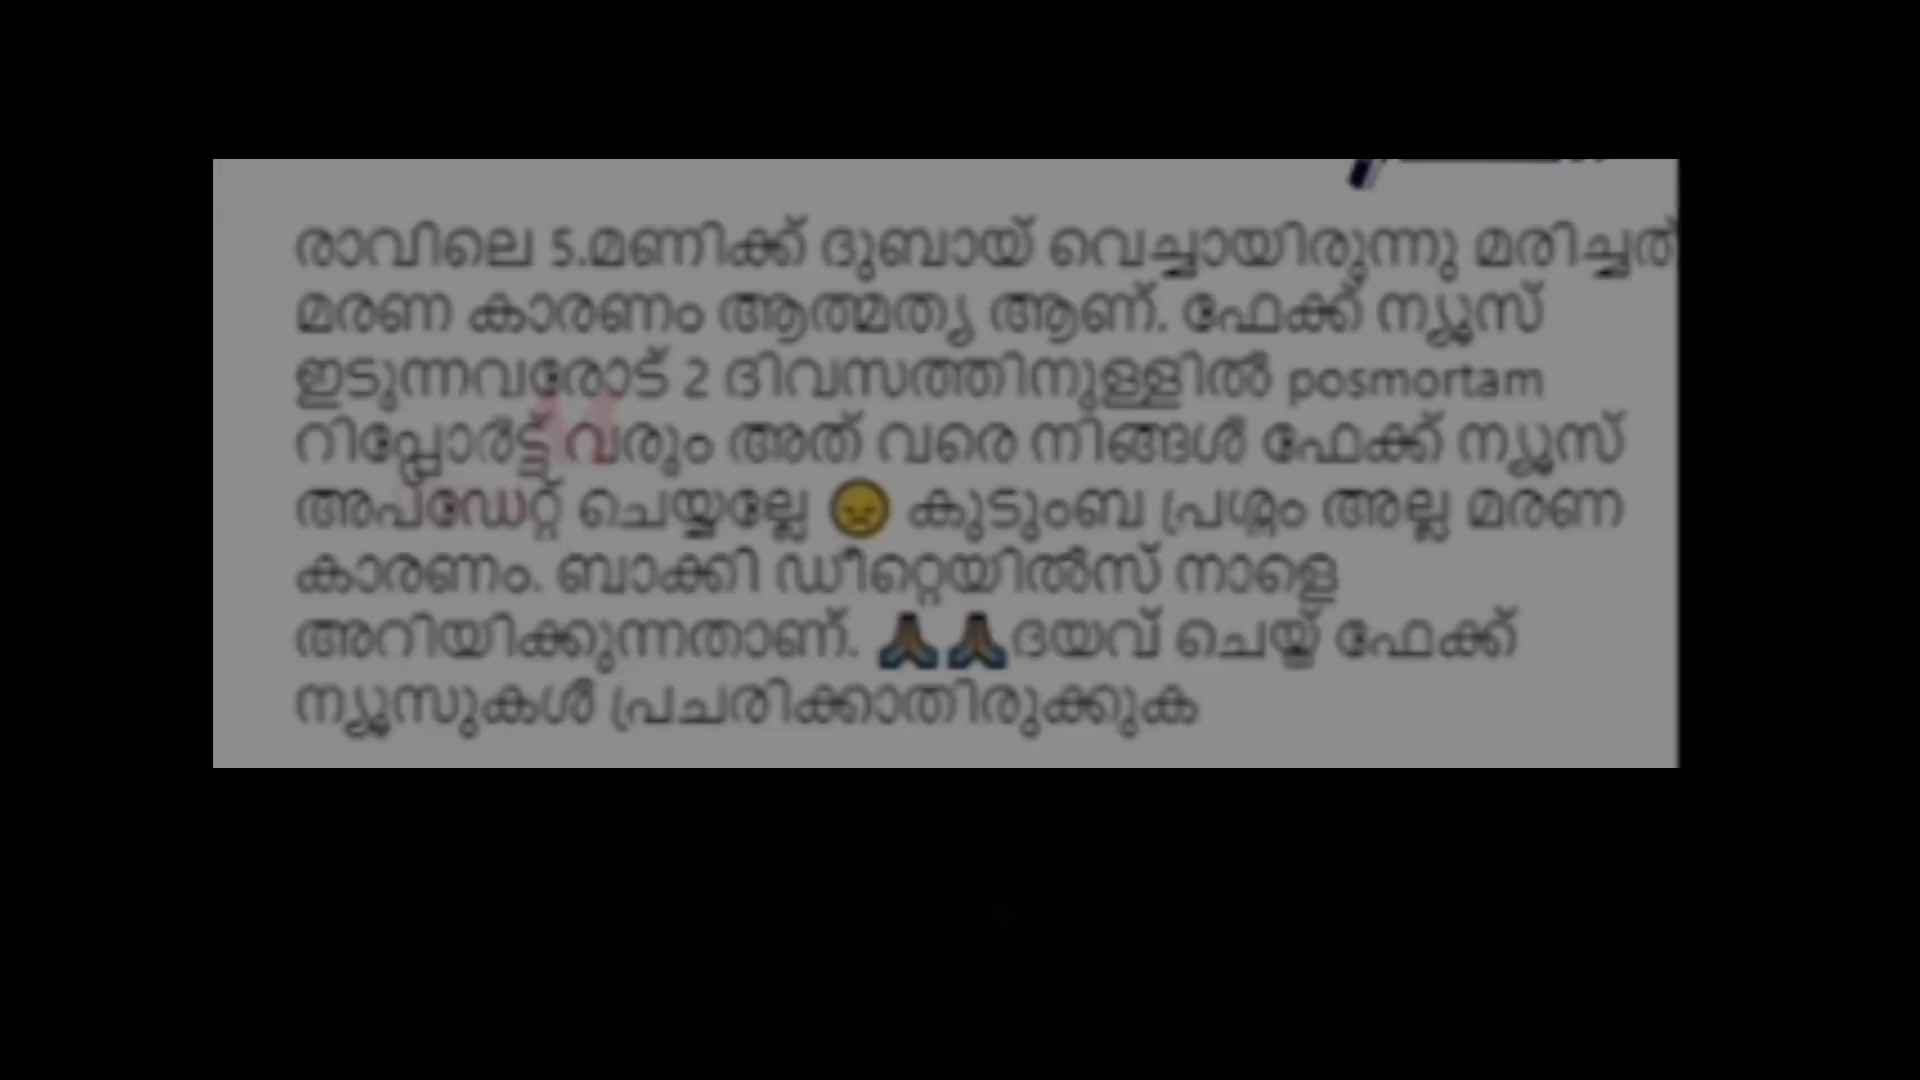 രാവിലെ 5.മണിക്ക് ദുബായ് വെച്ചായിരുന്നു മരിച്ചത്
മരണ കാരണം ആത്മത്യ ആണ്. ഫേക്ക് ന്യൂസ്
ഇടുന്നവരോട് 2 ദിവസത്തിനുള്ളിൽ posmortam
റിപ്പോർട്ട് വരും അത് വരെ നിങ്ങൾ ഫേക്ക് ന്യൂസ്
അപ്ഡേറ്റ് ചെയ്യല്ലേ 😞 കുടുംബ പ്രശ്നം അല്ല മരണ
കാരണം. ബാക്കി ഡീറ്റെയിൽസ് നാളെ
അറിയിക്കുന്നതാണ്. 🙏🙏ദയവ് ചെയ്ത് ഫേക്ക്
ന്യൂസുകൾ പ്രചരിക്കാതിരുക്കുക